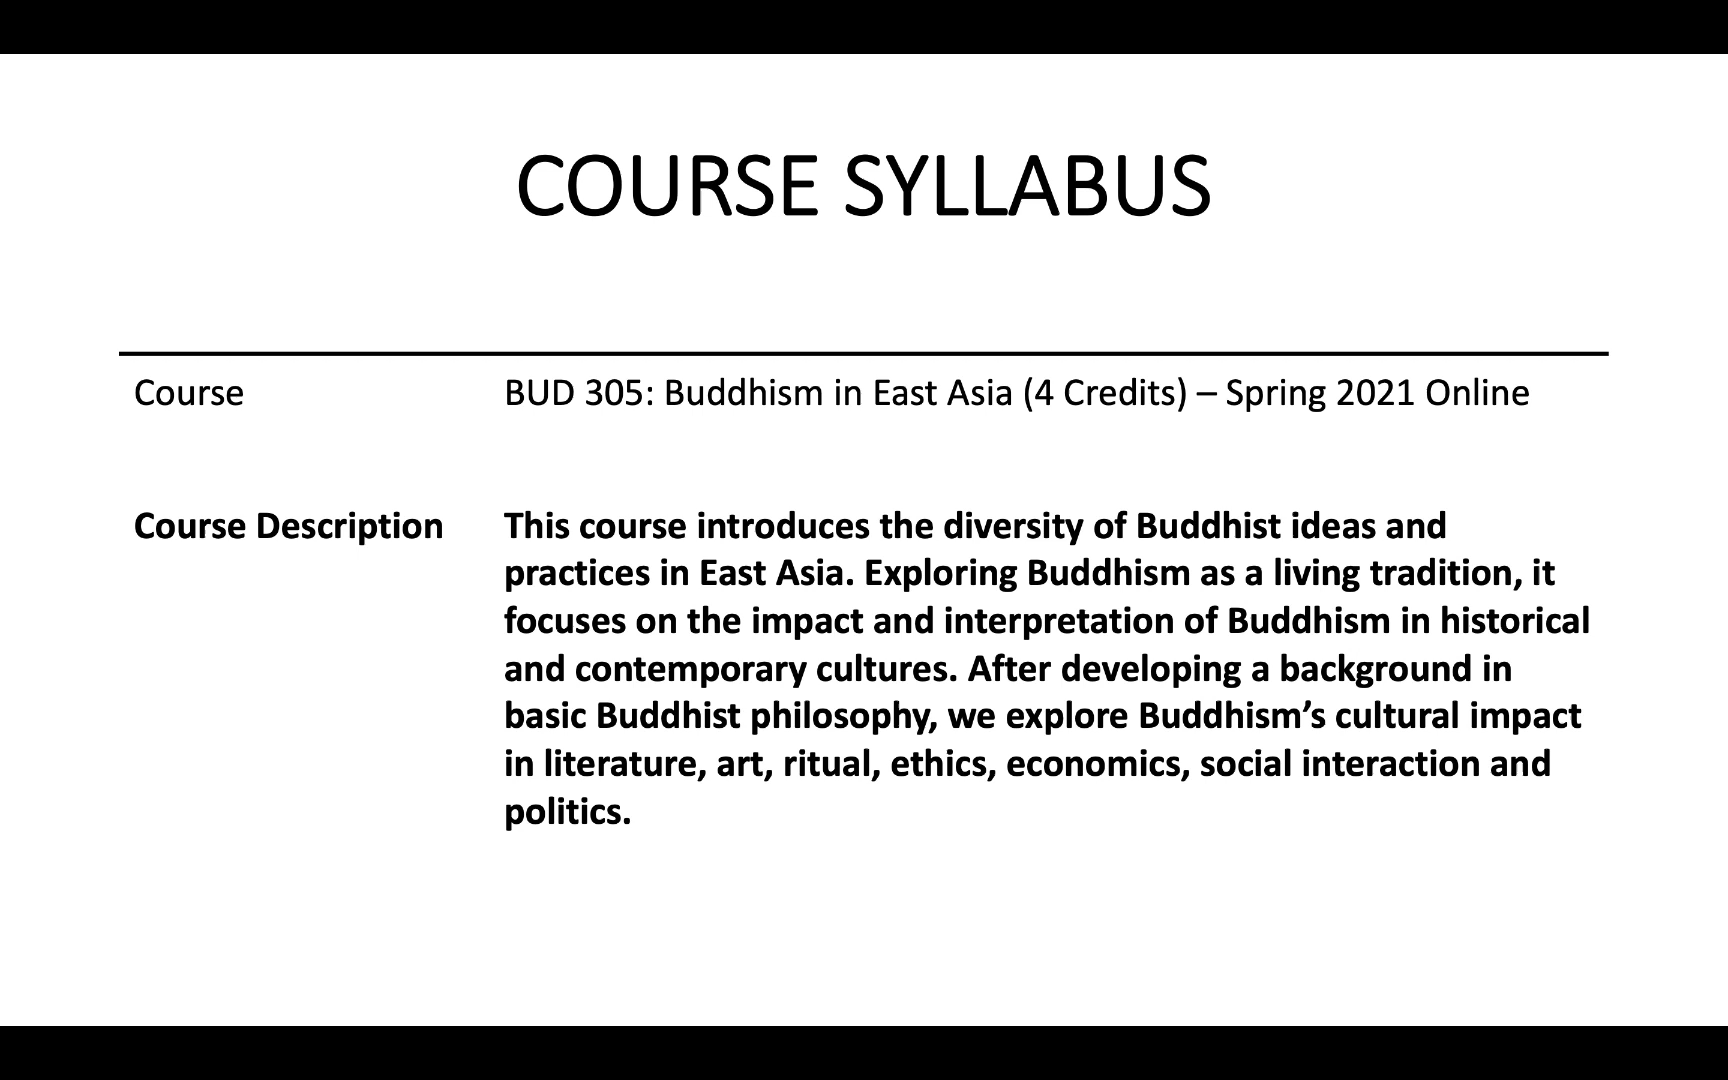 COURSE SYLLABUS
Course
BUD 305: Buddhism in East Asia (4 Credits) – Spring 2021 Online
Course Description
This course introduces the diversity of Buddhist ideas and
practices in East Asia. Exploring Buddhism as a living tradition, it
focuses on the impact and interpretation of Buddhism in historical
and contemporary cultures. After developing a background in
basic Buddhist philosophy, we explore Buddhism’s cultural impact
in literature, art, ritual, ethics, economics, social interaction and
politics.